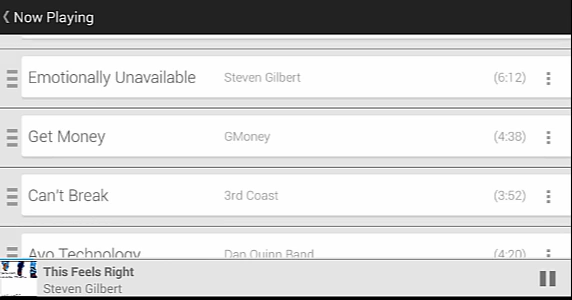 Now Playing
Emotionally Unavailable Steven Gilbert (6:12)
Get Money GMoney (4:38)
Can't Break 3rd Coast (3:52)
Ayo Technology Dan Quinn Band (4:20)
This Feels Right
Steven Gilbert